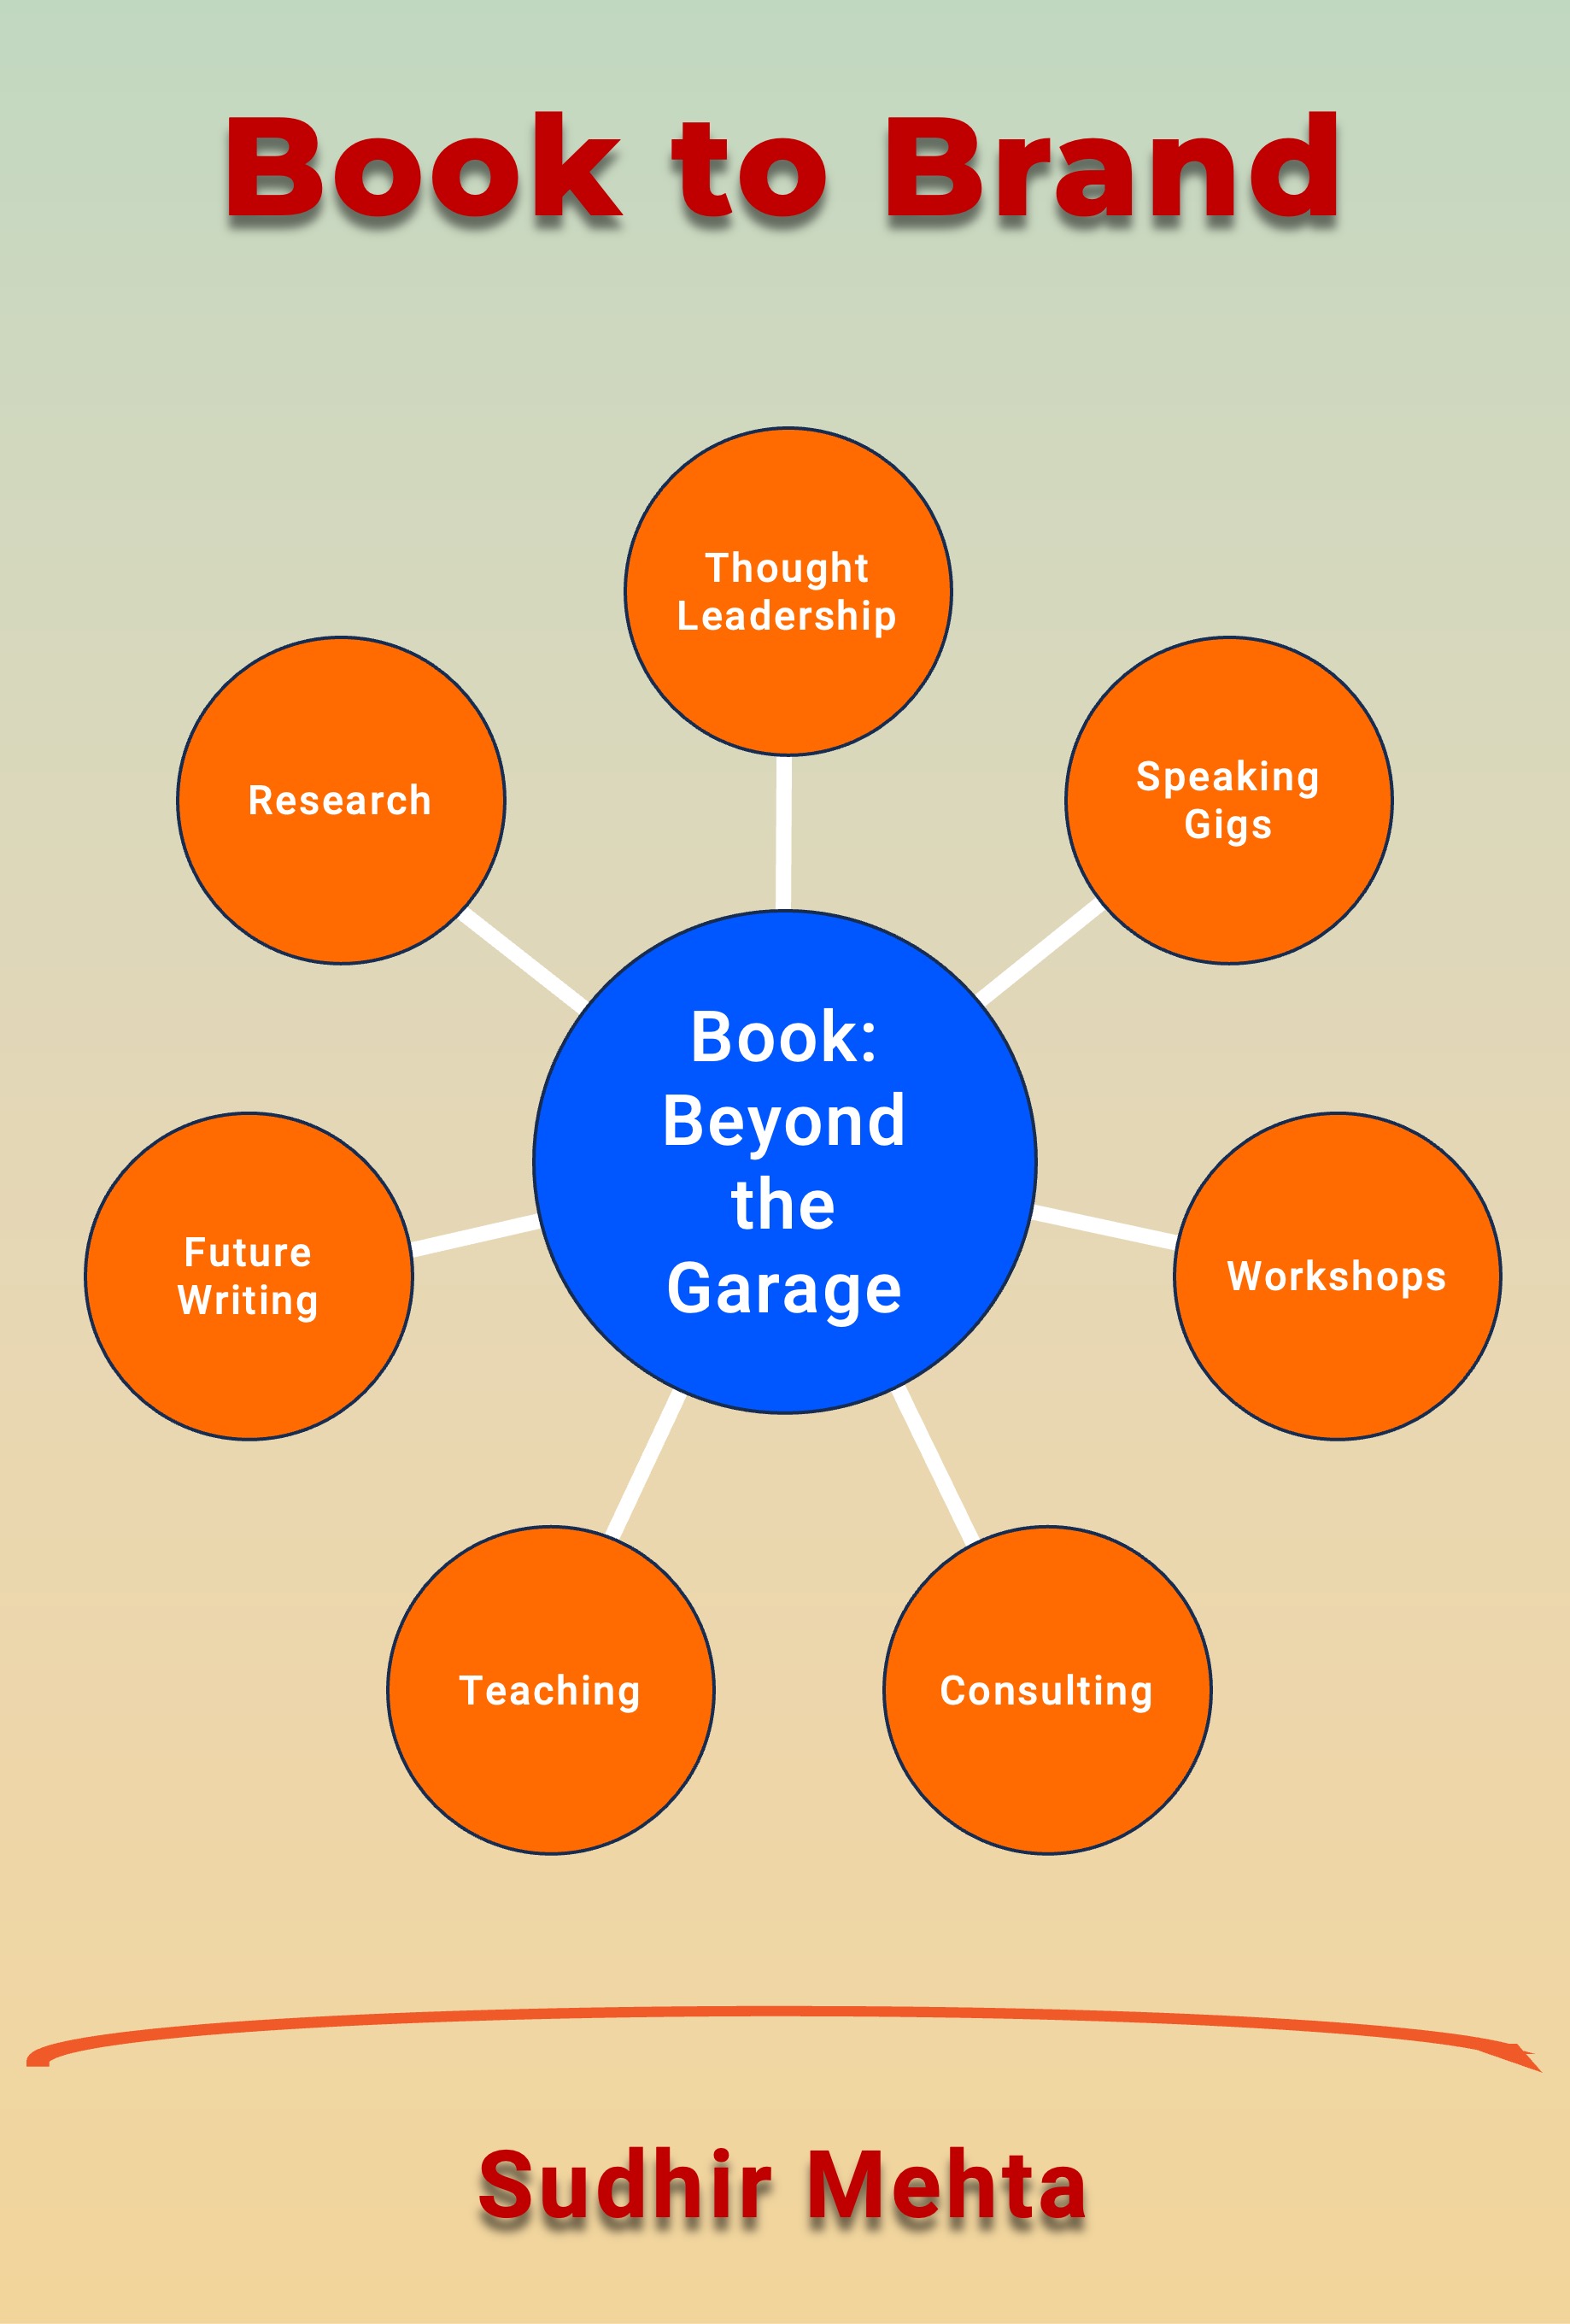 Book to Brand
Thought
Leadership
Research
Speaking
Gigs
Book:
Beyond
the
Garage
Future
Writing
Workshops
Teaching
Consulting
Sudhir Mehta